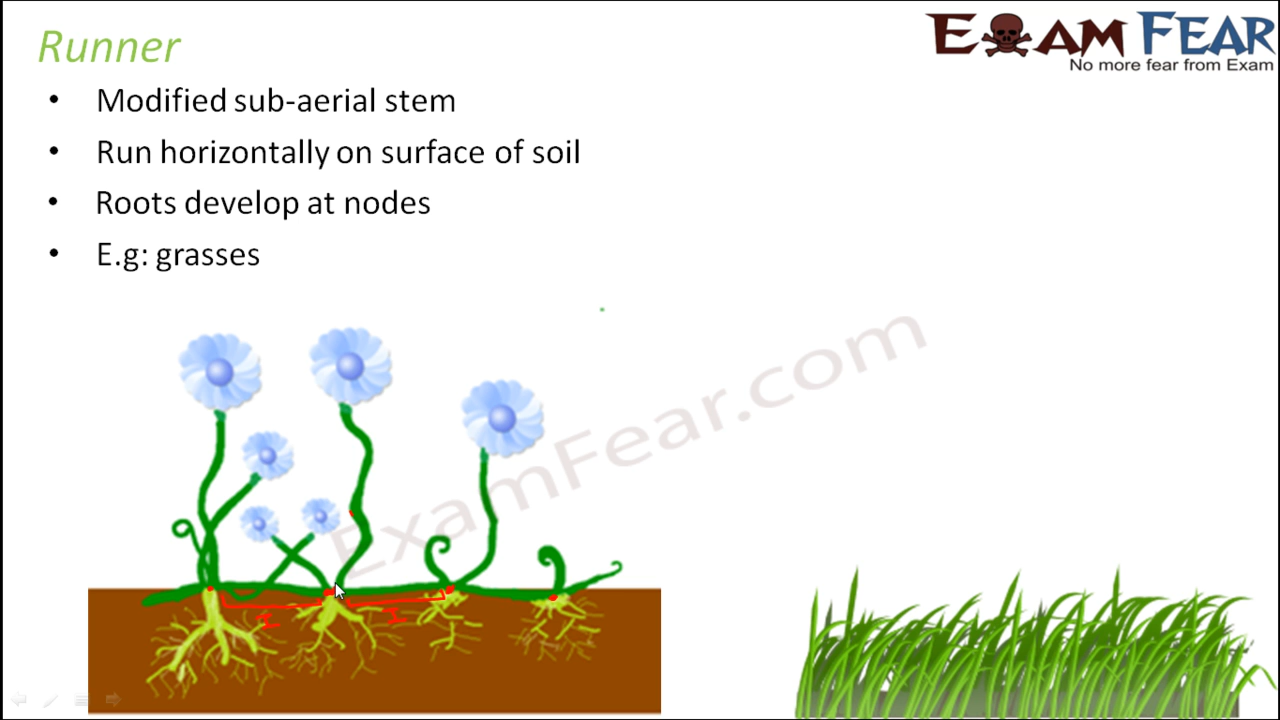 Runner
EXAM FEAR
No more fear from Exam
• Modified sub-aerial stem
• Run horizontally on surface of soil
• Roots develop at nodes
• E.g: grasses
ExamFear.com
I I